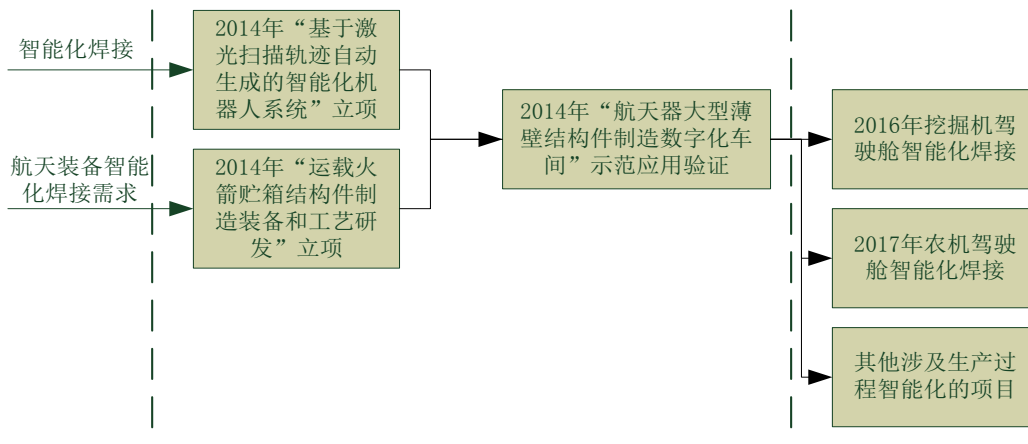 智能化焊接
航天装备智能
化焊接需求
2014年“基于激
光扫描轨迹自动
生成的智能化机
器人系统”立项
2014年“运载火
箭贮箱结构件制
造装备和工艺研
发”立项
2014年“航天器大型薄
壁结构件制造数字化车
间”示范应用验证
2016年挖掘机驾
驶舱智能化焊接
2017年农机驾驶
舱智能化焊接
其他涉及生产过
程智能化的项目